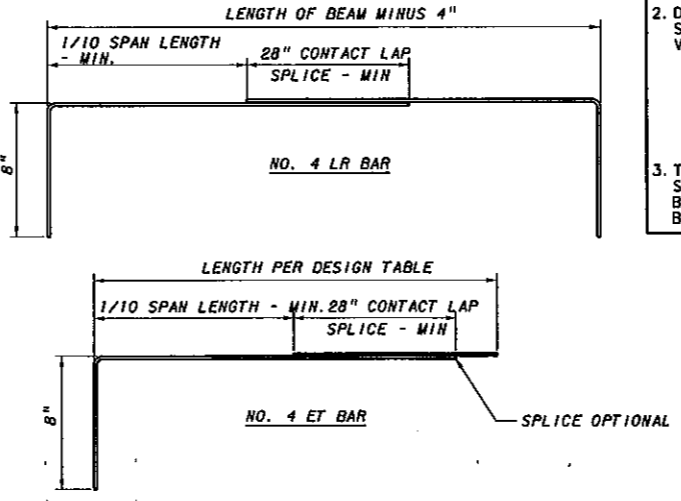 LENGTH OF BEAM MINUS 4"
1/10 SPAN LENGTH
- MIN.
28" CONTACT LAP
SPLICE - MIN
8"
NO. 4 LR BAR
2. D
S
V
3. T
S
B
B
LENGTH PER DESIGN TABLE
1/10 SPAN LENGTH - MIN. 28" CONTACT LAP
SPLICE - MIN
8"
NO. 4 ET BAR
SPLICE OPTIONAL